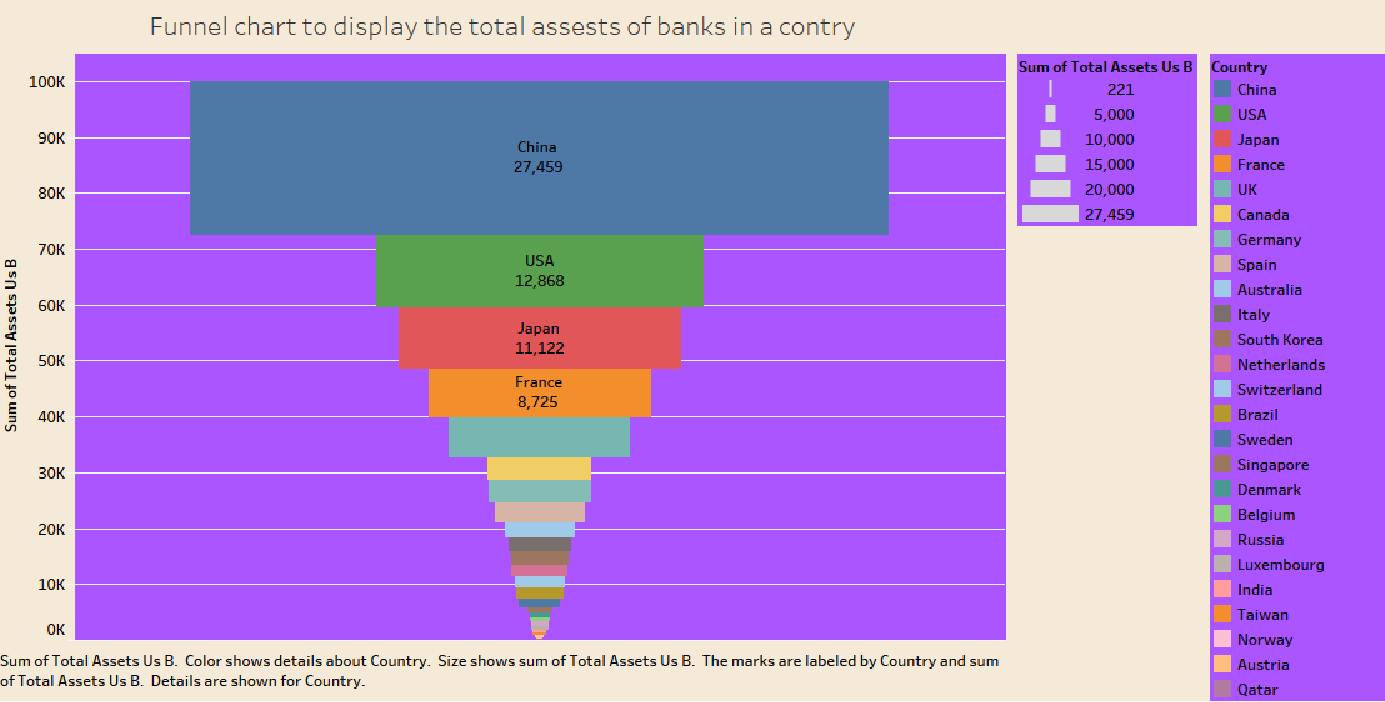 Funnel chart to display the total assests of banks in a contry
Sum of Total Assets Us B
100K
90K
80K
70K
60K
50K
40K
30K
20K
10K
0K
China
27,459
USA
12,868
Japan
11,122
France
8,725
Sum of Total Assets Us B
221
5,000
10,000
15,000
20,000
27,459
Country
China
USA
Japan
France
UK
Canada
Germany
Spain
Australia
Italy
South Korea
Netherlands
Switzerland
Brazil
Sweden
Singapore
Denmark
Belgium
Russia
Luxembourg
India
Taiwan
Norway
Austria
Qatar
Sum of Total Assets Us B.  Color shows details about Country.  Size shows sum of Total Assets Us B.  The marks are labeled by Country and sum
of Total Assets Us B.  Details are shown for Country.